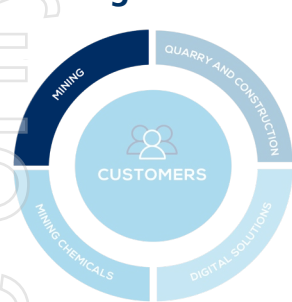 MINING
QUARRY AND CONSTRUCTION
CUSTOMERS
MINING CHEMICALS
DIGITAL SOLUTIONS